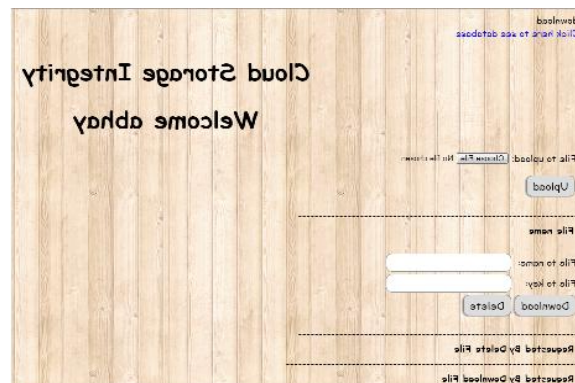 download
Click here to see database
Cloud Storage Integrity
Welcome abhay
File to upload: Choose File No file chosen
Upload
File name
File to name:
File to key:
Download Delete
Requested By Delete File
Requested By Download File